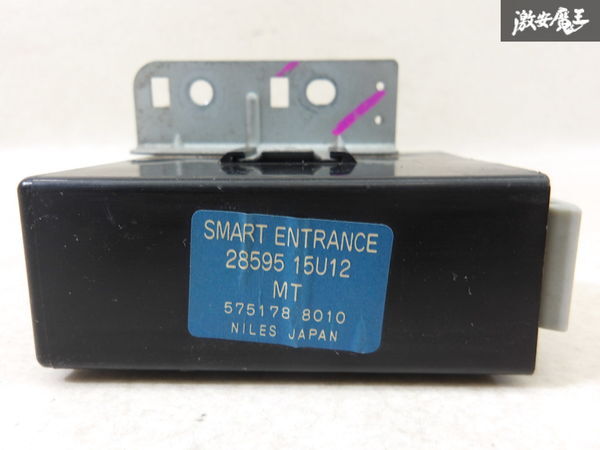 激安魔王
SMART ENTRANCE
28595 15U12
MT
575178 8010
NILES JAPAN